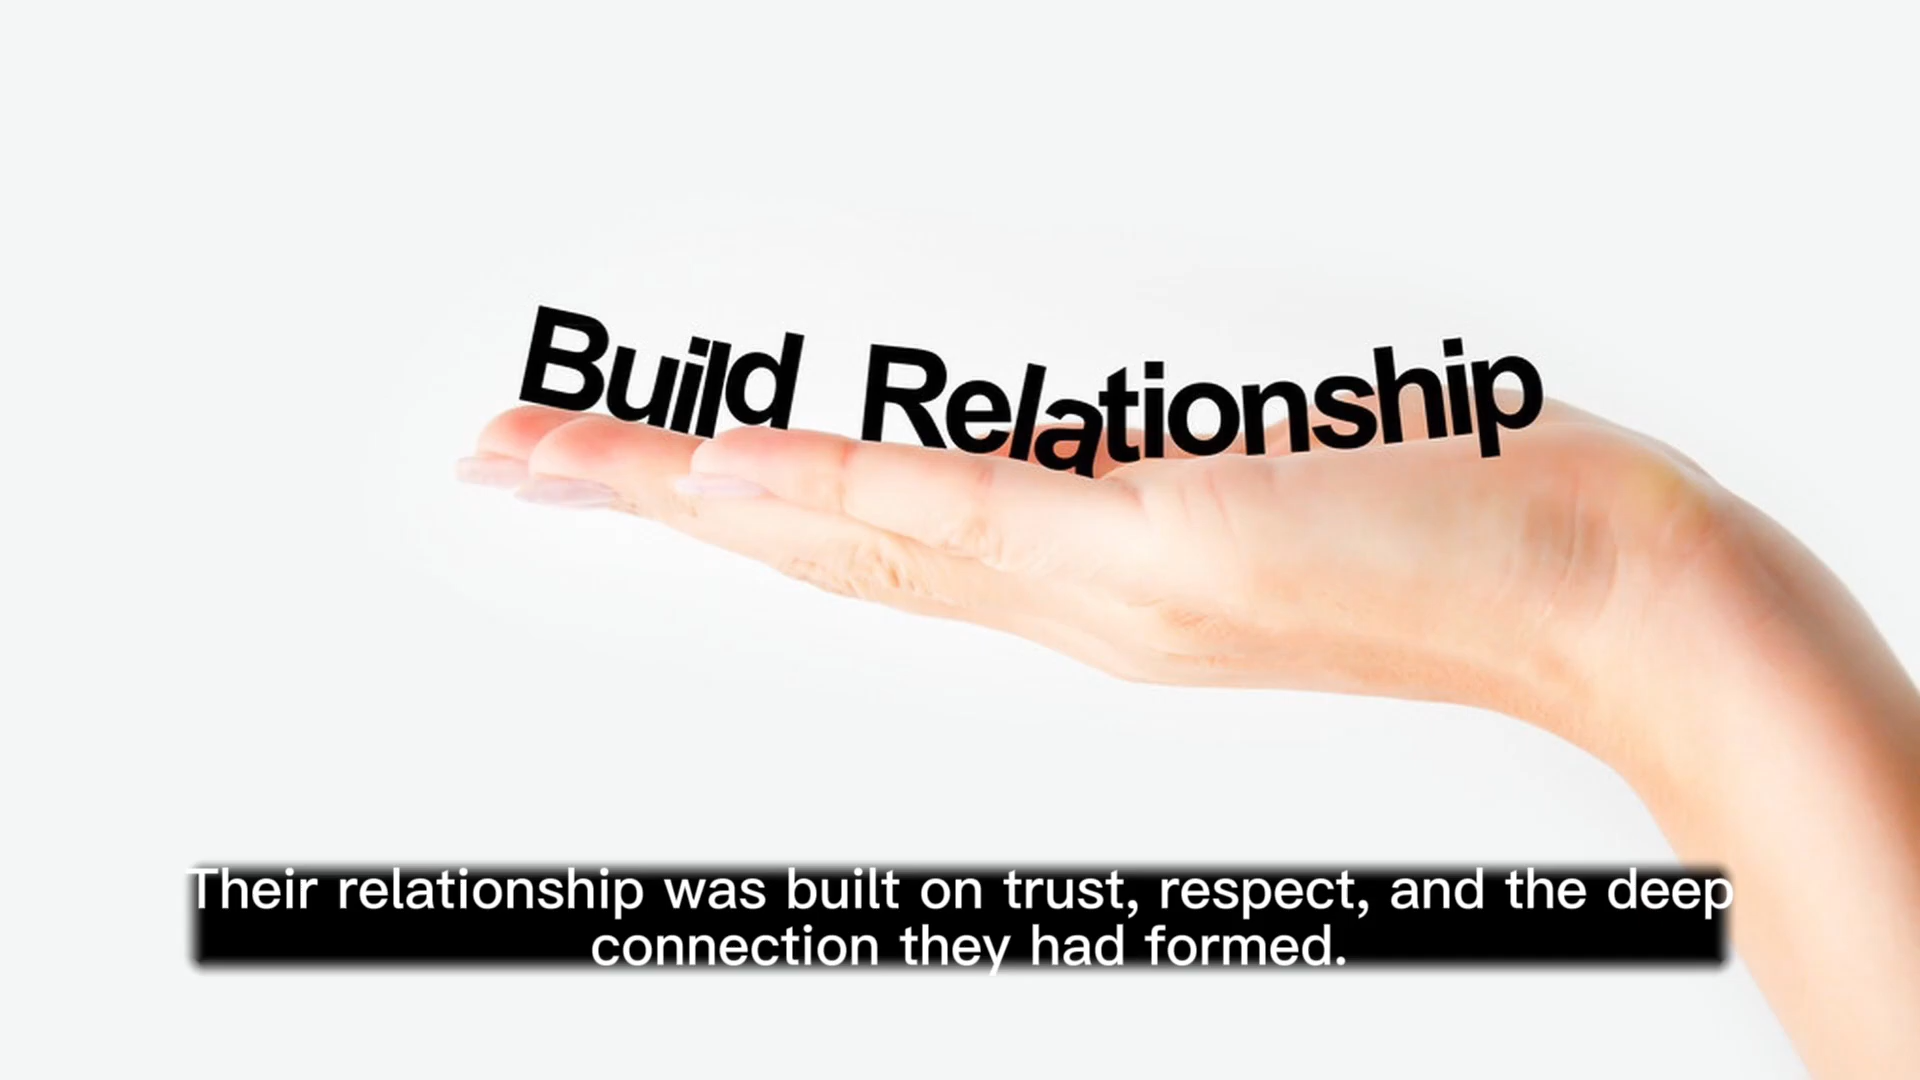 Build Relationship
Their relationship was built on trust, respect, and the deep
connection they had formed.